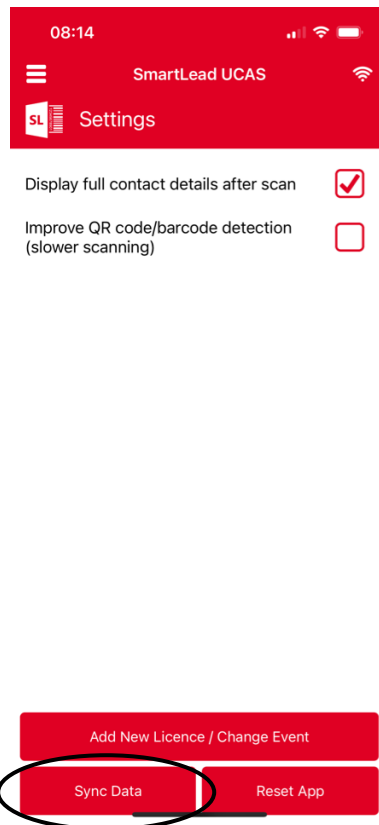 08:14
SmartLead UCAS
SL
Settings
Display full contact details after scan
Improve QR code/barcode detection
(slower scanning)
Add New Licence / Change Event
Sync Data
Reset App